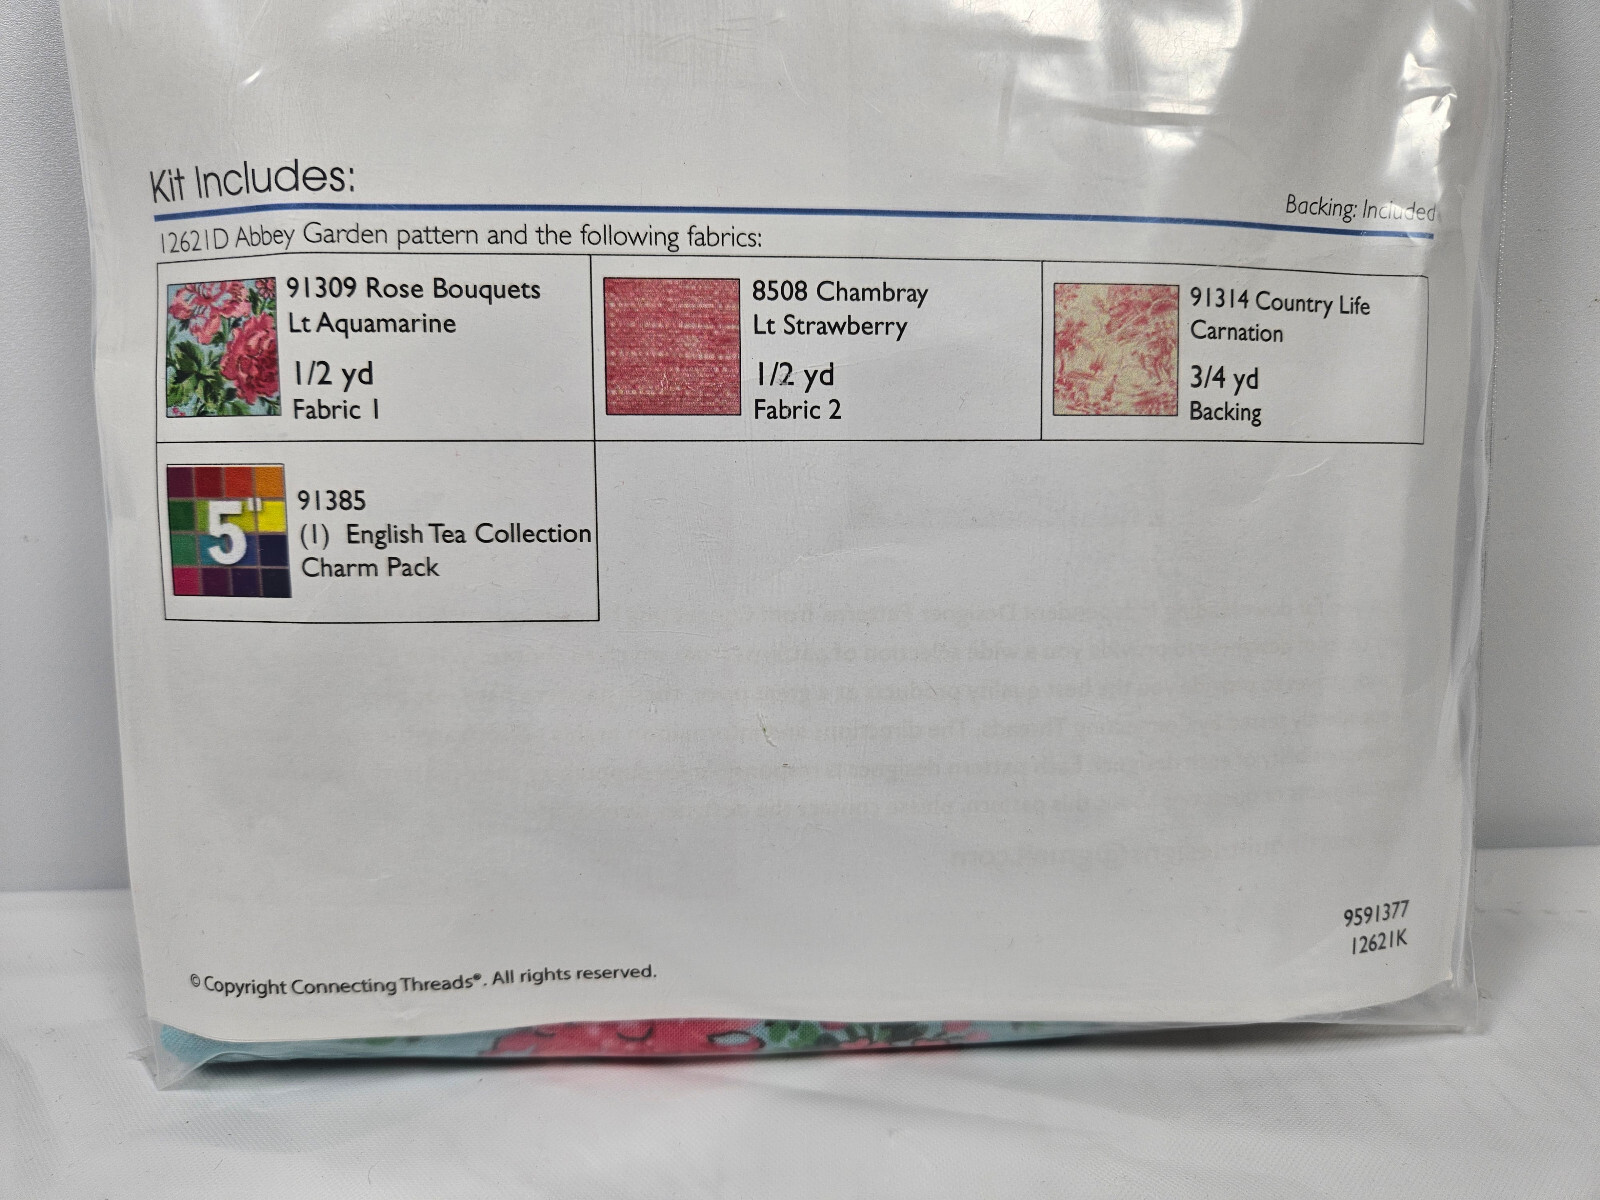 Kit Includes:
Backing: Included
12621D Abbey Garden pattern and the following fabrics:
91309 Rose Bouquets
Lt Aquamarine
1/2 yd
Fabric 1
8508 Chambray
Lt Strawberry
1/2 yd
Fabric 2
91314 Country Life
Carnation
3/4 yd
Backing
5"
91385
(1) English Tea Collection
Charm Pack
9591377
12621K
© Copyright Connecting Threads®. All rights reserved.